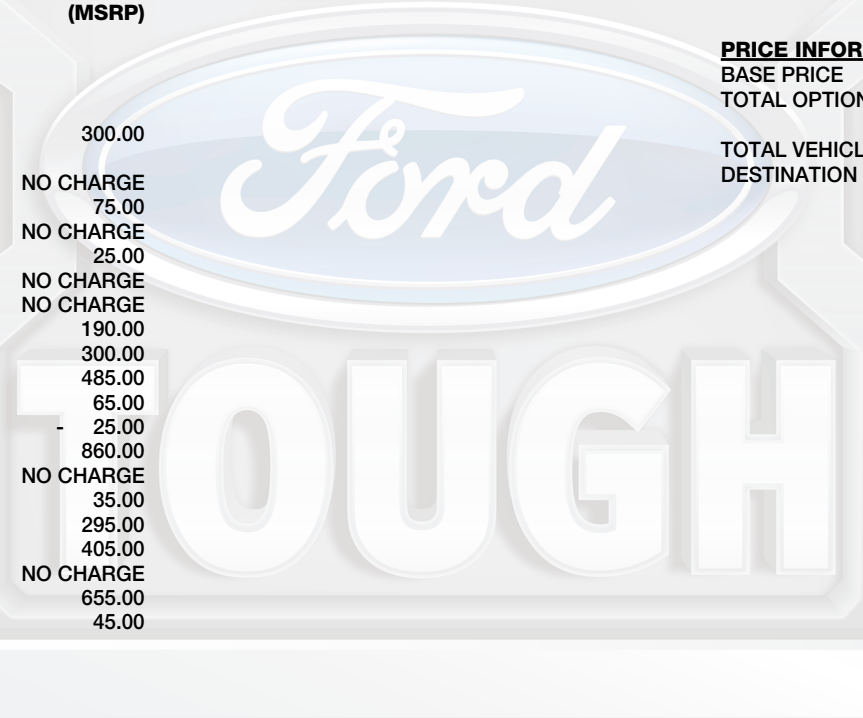 (MSRP)
300.00
NO CHARGE
75.00
NO CHARGE
25.00
NO CHARGE
NO CHARGE
190.00
300.00
485.00
65.00
- 25.00
860.00
NO CHARGE
35.00
295.00
405.00
NO CHARGE
655.00
45.00
PRICE INFOR
BASE PRICE
TOTAL OPTION
TOTAL VEHICL
DESTINATION
Ford
TOUGH